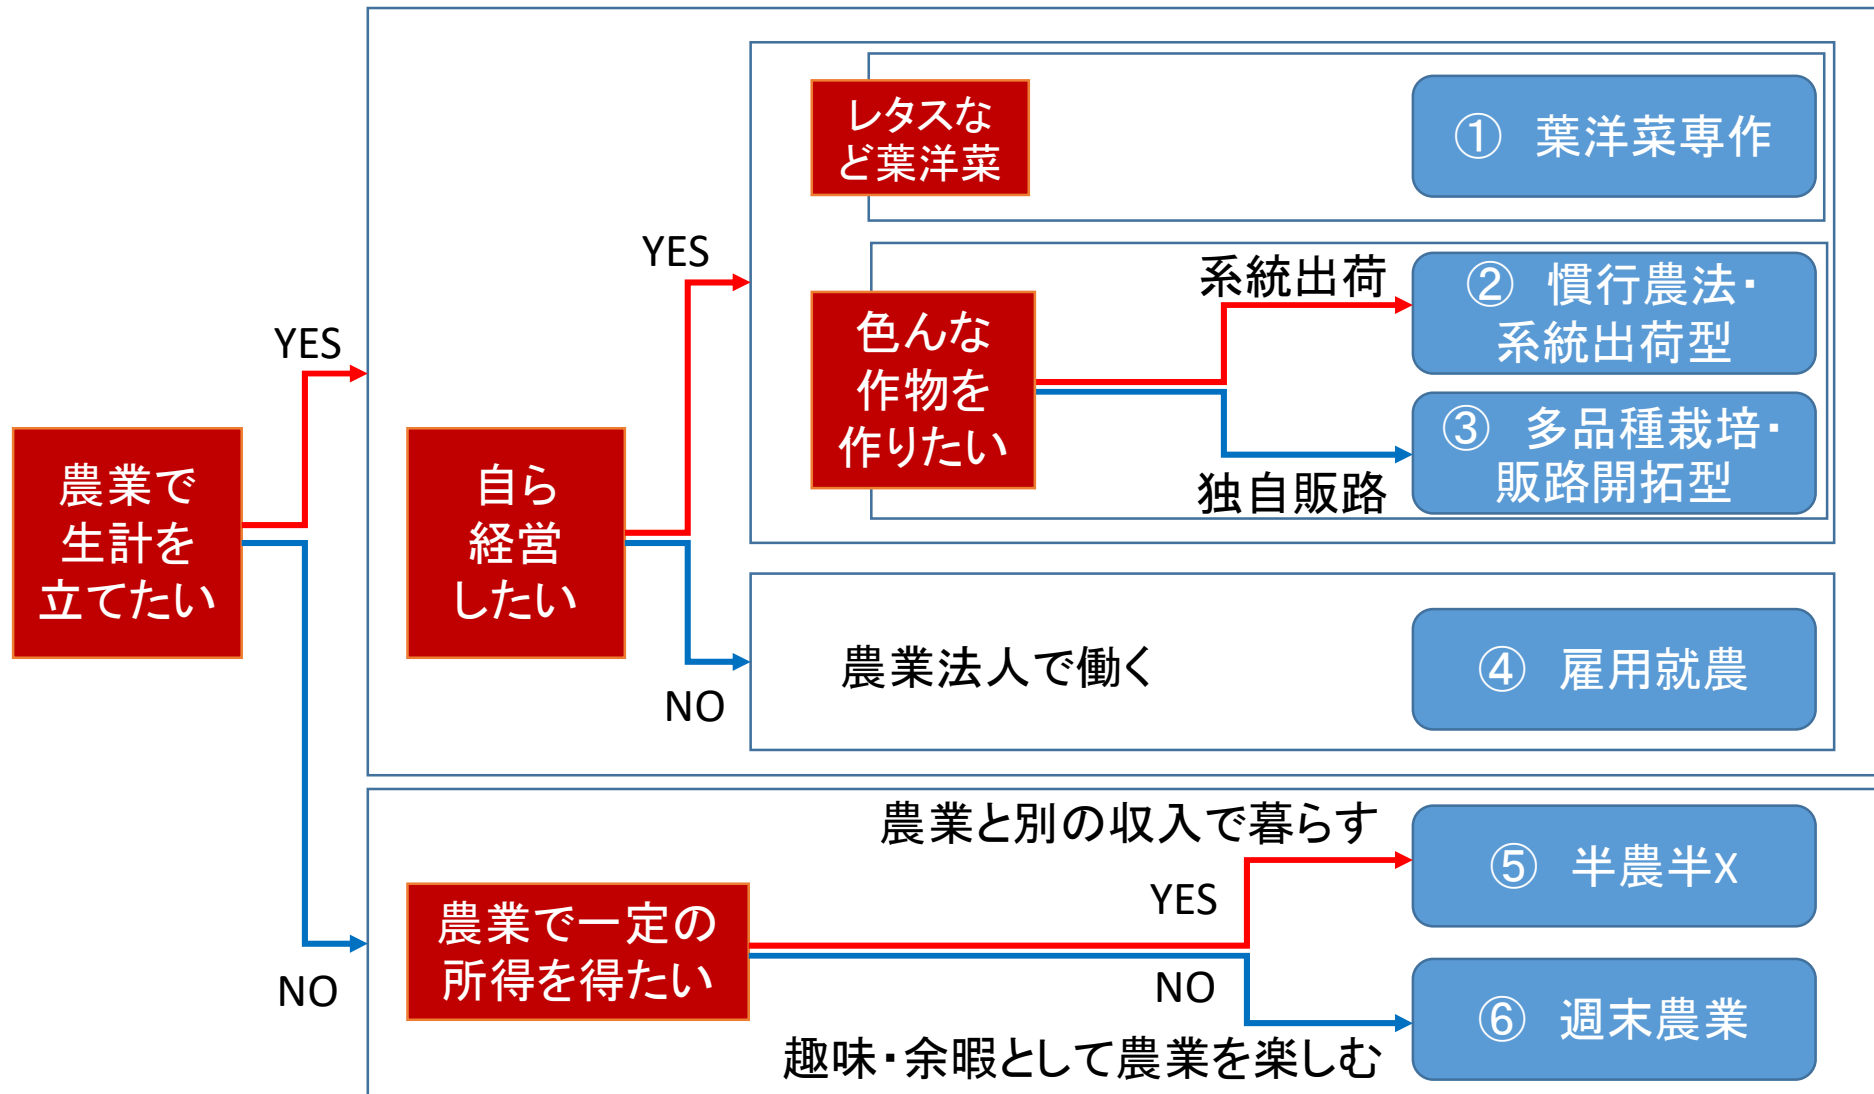 農業で
生計を
立てたい
YES
NO
自ら
経営
したい
YES
NO
レタスな
ど葉洋菜
① 葉洋菜専作
色んな
作物を
作りたい
系統出荷
② 慣行農法・
系統出荷型
独自販路
③ 多品種栽培・
販路開拓型
農業法人で働く
④ 雇用就農
農業で一定の
所得を得たい
農業と別の収入で暮らす
YES
⑤ 半農半X
NO
趣味・余暇として農業を楽しむ
⑥ 週末農業